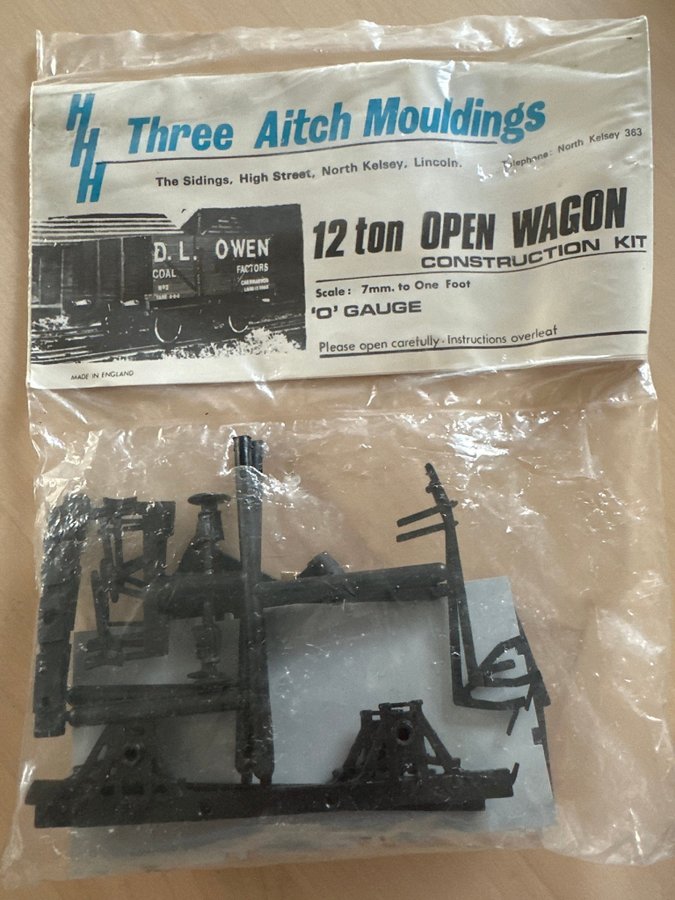 HHH
Three Aitch Mouldings
The Sidings, High Street, North Kelsey, Lincoln.
Telephone: North Kelsey 363
12 ton OPEN WAGON
CONSTRUCTION KIT
Scale: 7mm. to One Foot
'O' GAUGE
Please open carefully · Instructions overleaf
D. L. OWEN
COAL FACTORS
MADE IN ENGLAND